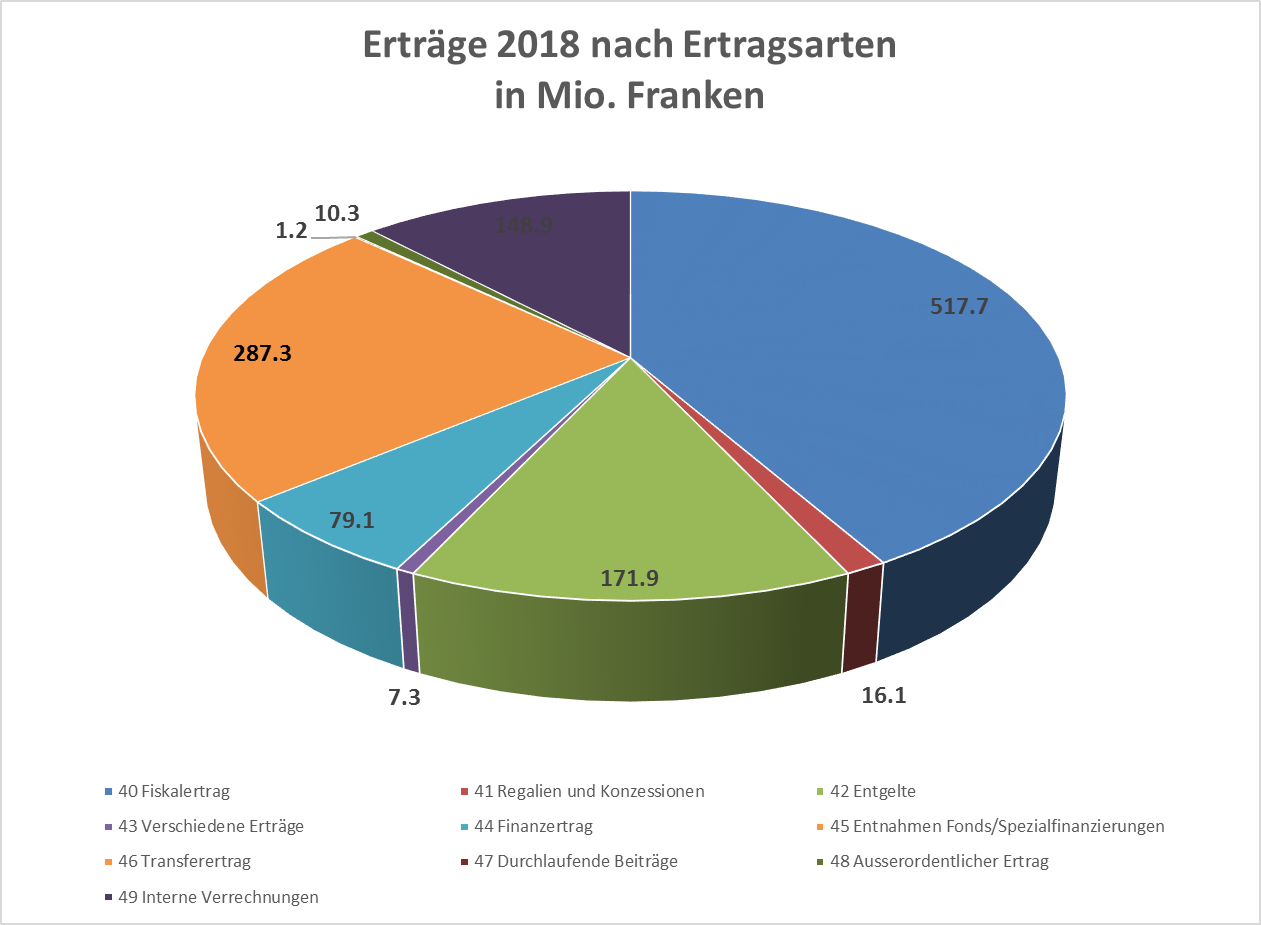 Erträge 2018 nach Ertragsarten
in Mio. Franken
10.3
148.9
1.2
517.7
287.3
79.1
171.9
7.3
16.1
40 Fiskalertrag
41 Regalien und Konzessionen
42 Entgelte
43 Verschiedene Erträge
44 Finanzertrag
45 Entnahmen Fonds/Spezialfinanzierungen
46 Transferertrag
47 Durchlaufende Beiträge
48 Ausserordentlicher Ertrag
49 Interne Verrechnungen